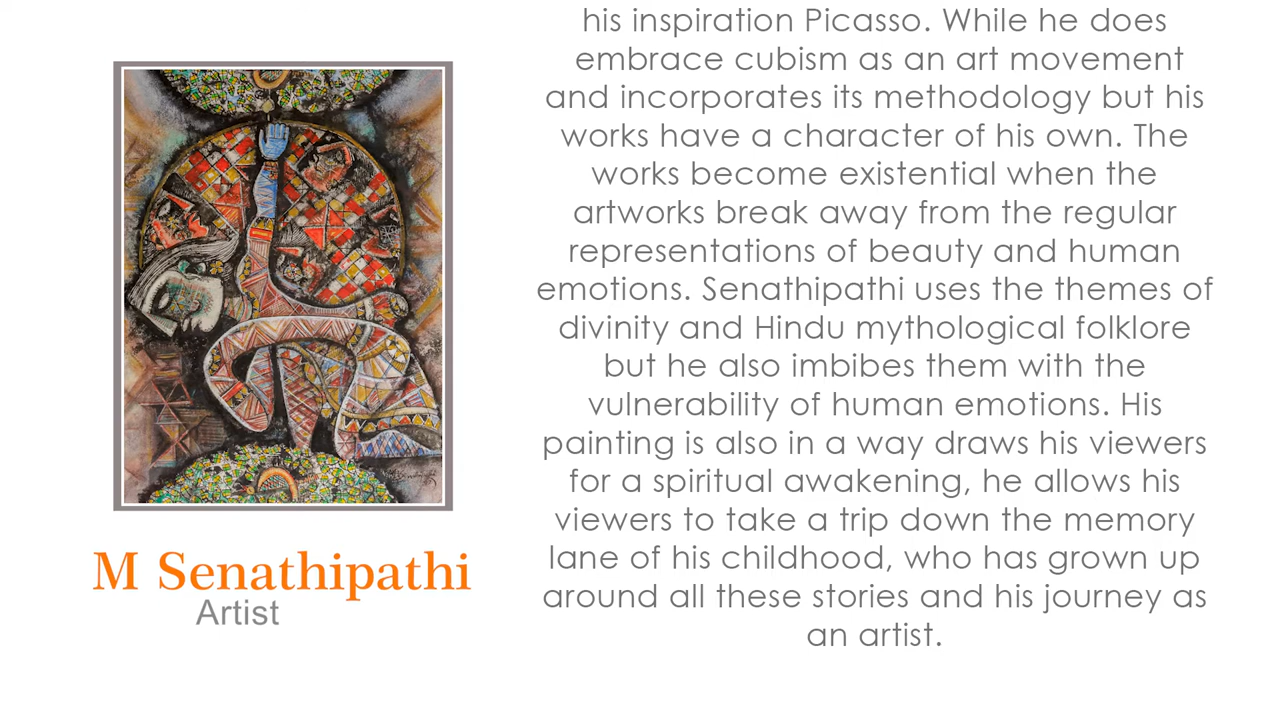 his inspiration Picasso. While he does
embrace cubism as an art movement
and incorporates its methodology but his
works have a character of his own. The
works become existential when the
artworks break away from the regular
representations of beauty and human
emotions. Senathipathi uses the themes of
divinity and Hindu mythological folklore
but he also imbibes them with the
vulnerability of human emotions. His
painting is also in a way draws his viewers
for a spiritual awakening, he allows his
viewers to take a trip down the memory
lane of his childhood, who has grown up
around all these stories and his journey as
an artist.
M Senathipathi
Artist